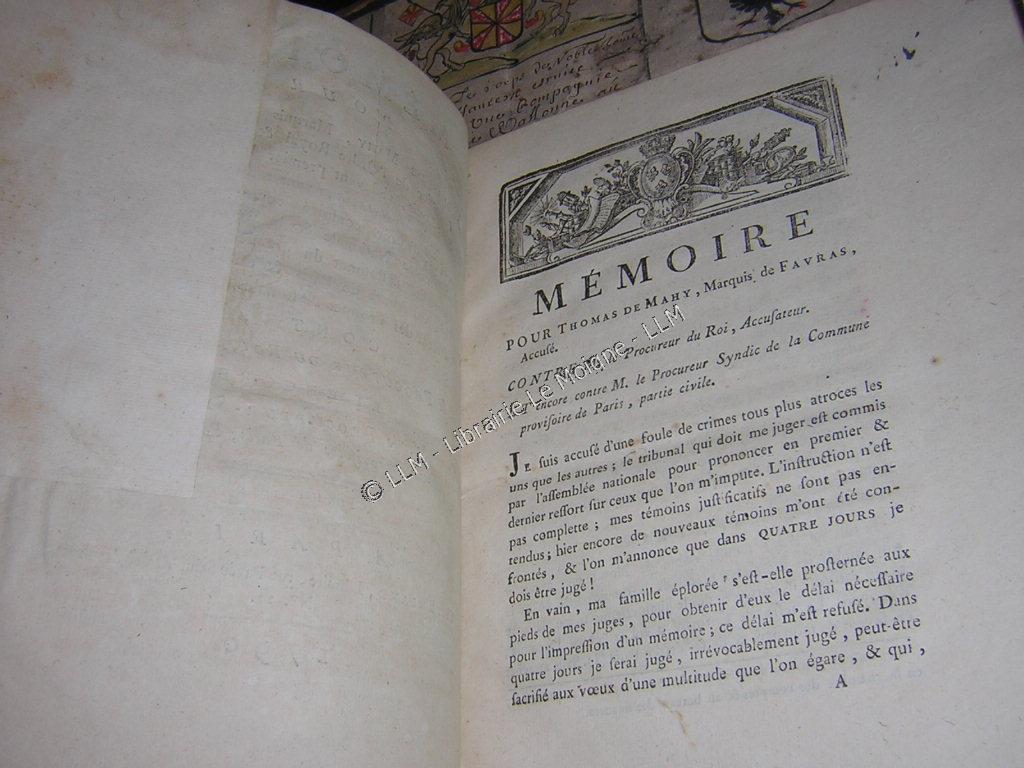 Le corps des Nobles
MÉMOIRE
POUR THOMAS DE MAHY, Marquis de FAVRAS,
Accuſé.
CONTRE Procureur du Roi, Accuſateur.
encore contre M. le Procureur Syndic de la Commune
proviſoire de Paris, partie civile.
JE ſuis accuſé d'une foule de crimes tous plus atroces les
uns que les autres; le tribunal qui doit me juger eſt commis
par l'aſſemblée nationale pour prononcer en premier &
dernier reſſort ſur ceux que l'on m'impute. L'inſtruction n'eſt
pas complette; mes témoins juſtificatifs ne ſont pas en-
tendus; hier encore de nouveaux témoins m'ont été con-
frontés, & l'on m'annonce que dans QUATRE JOURS je
dois être jugé!
En vain, ma famille éplorée s'eſt-elle proſternée aux
pieds de mes juges, pour obtenir d'eux le délai néceſſaire
pour l'impreſſion d'un mémoire; ce délai m'eſt refuſé. Dans
quatre jours je ſerai jugé, irrévocablement jugé, peut-être
ſacrifié aux vœux d'une multitude que l'on égare, & qui,
A
© LLM - Librairie Le Moigne - LLM